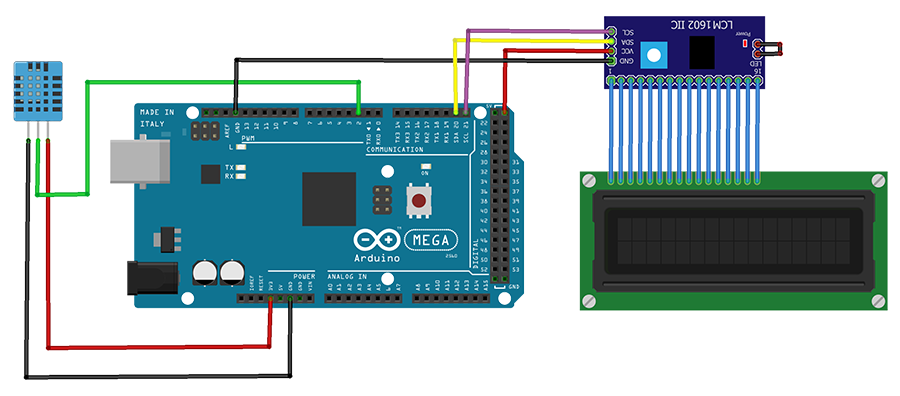 LCM1602 IIC
SCL
SDA
VCC
GND
Power
LED
1
16
MADE IN
ITALY
AREF
GND
13
12
11
10
9
8
7
6
5
4
3
2
TX0 1
RX0 0
TX3 14
RX3 15
TX2 16
RX2 17
TX1 18
RX1 19
SDA 20
SCL 21
5V
PWM
COMMUNICATION
L
TX
RX
ON
22
24
26
28
30
32
34
36
38
40
42
44
46
48
50
52
31
33
35
37
39
41
43
45
47
49
51
53
GND
DIGITAL
Arduino
TM
MEGA
2560
POWER
ANALOG IN
IOREF
RESET
3V3
5V
GND
GND
VIN
A0
A1
A2
A3
A4
A5
A6
A7
A8
A9
A10
A11
A12
A13
A14
A15